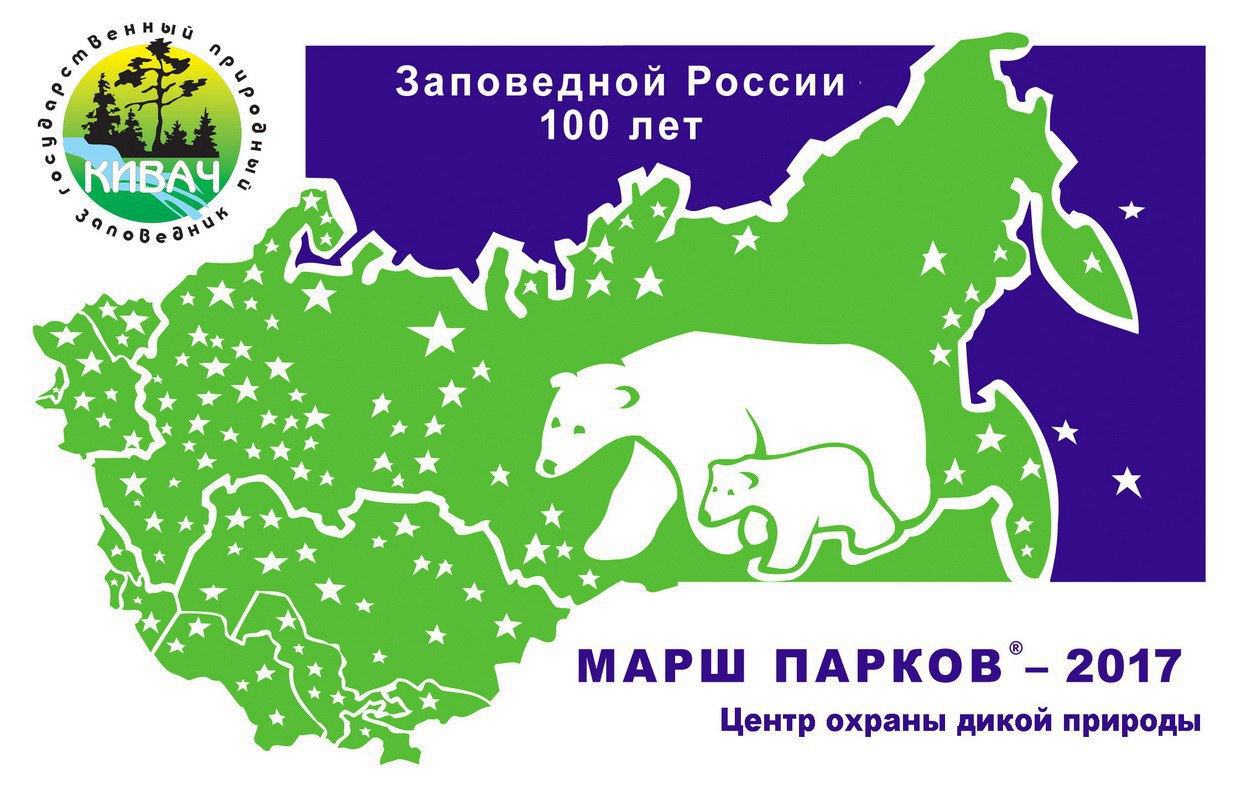 государственный природный
КИВАЧ
заповедник
Заповедной России
100 лет
МАРШ ПАРКОВ® – 2017
Центр охраны дикой природы